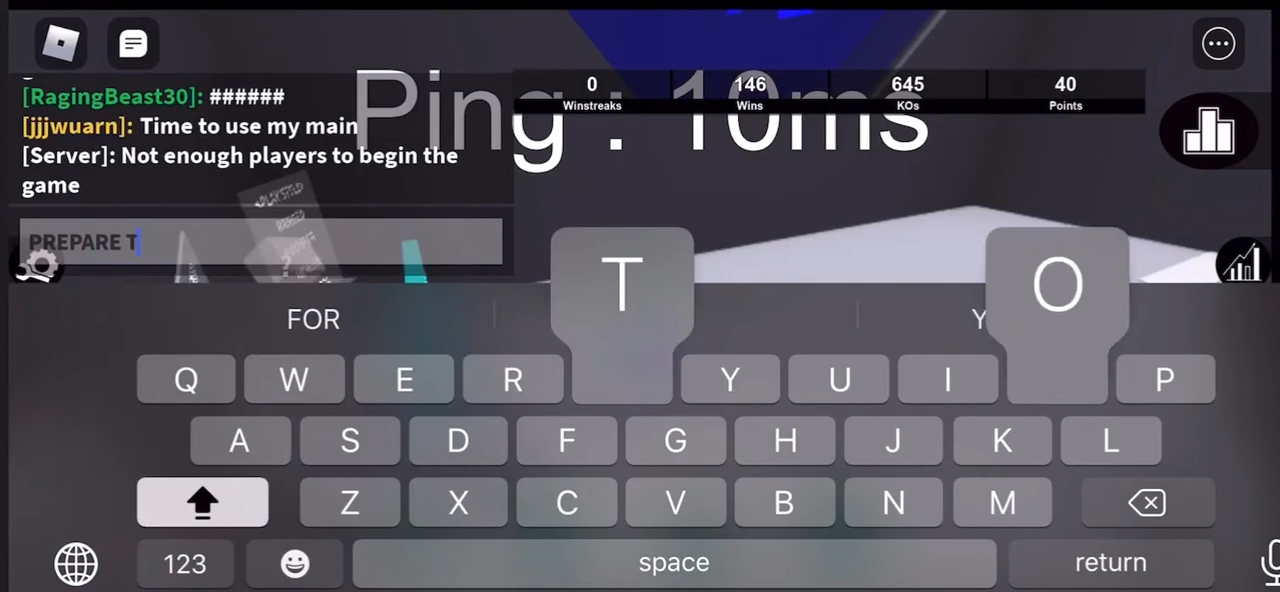 [RagingBeast30]: ######
[jjjwuarn]: Time to use my main
[Server]: Not enough players to begin the
game
PREPARE T
Ping : 10ms
0 146 645 40
Winstreaks Wins KOs Points
FOR
T O
Q W E R Y U I P
A S D F G H J K L
Z X C V B N M
123 space return